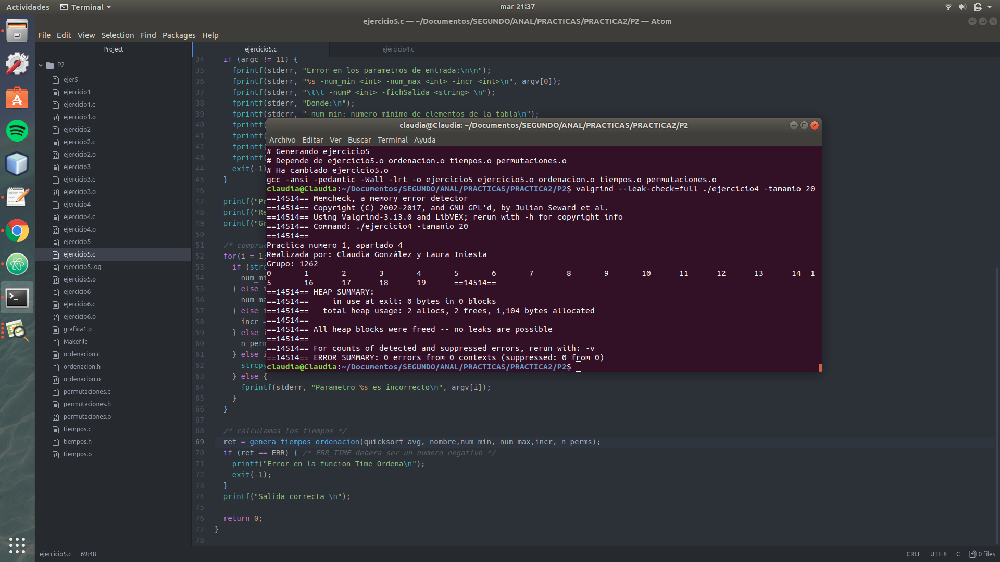 Actividades Terminal mar 21:37
ejercicio5.c — ~/Documentos/SEGUNDO/ANAL/PRACTICAS/PRACTICA2/P2 — Atom
File Edit View Selection Find Packages Help
Project
P2
ejer5
ejercicio1
ejercicio1.c
ejercicio1.o
ejercicio2
ejercicio2.c
ejercicio2.o
ejercicio3
ejercicio3.c
ejercicio3.o
ejercicio4
ejercicio4.c
ejercicio4.o
ejercicio5
ejercicio5.c
ejercicio5.log
ejercicio5.o
ejercicio6
ejercicio6.c
ejercicio6.o
grafica1.p
Makefile
ordenacion.c
ordenacion.h
ordenacion.o
permutaciones.c
permutaciones.h
permutaciones.o
tiempos.c
tiempos.h
tiempos.o
ejercicio5.c ejercicio4.c
34 if (argc != 11) {
35 fprintf(stderr, "Error en los parametros de entrada:\n\n");
36 fprintf(stderr, "%s -num_min <int> -num_max <int> -incr <int>\n", argv[0]);
37 fprintf(stderr, "\t\t -numP <int> -fichSalida <string> \n");
38 fprintf(stderr, "Donde:\n");
39 fprintf(stderr, "-num_min: numero minimo de elementos de la tabla\n");
40 fprintf(
41 fprintf(
42 fprintf(
43 fprintf(
44 exit(-1)
45 }
46
47 printf("Pr
48 printf("Re
49 printf("Gr
50
51 /* comprue
52 for(i = 1;
53 if (strc
54 num_mi
55 } else i
56 num_ma
57 } else i
58 incr =
59 } else i
60 n_perm
61 } else i
62 strcpy
63 } else {
64 fprintf(stderr, "Parametro %s es incorrecto\n", argv[i]);
65 }
66 }
67
68 /* calculamos los tiempos */
69 ret = genera_tiempos_ordenacion(quicksort_avg, nombre,num_min, num_max,incr, n_perms);
70 if (ret == ERR) { /* ERR_TIME debera ser un numero negativo */
71 printf("Error en la funcion Time_Ordena\n");
72 exit(-1);
73 }
74 printf("Salida correcta \n");
75
76 return 0;
77 }
78
claudia@Claudia: ~/Documentos/SEGUNDO/ANAL/PRACTICAS/PRACTICA2/P2
Archivo Editar Ver Buscar Terminal Ayuda
# Generando ejercicio5
# Depende de ejercicio5.o ordenacion.o tiempos.o permutaciones.o
# Ha cambiado ejercicio5.o
gcc -ansi -pedantic -Wall -lrt -o ejercicio5 ejercicio5.o ordenacion.o tiempos.o permutaciones.o
claudia@Claudia:~/Documentos/SEGUNDO/ANAL/PRACTICAS/PRACTICA2/P2$ valgrind --leak-check=full ./ejercicio4 -tamanio 20
==14514== Memcheck, a memory error detector
==14514== Copyright (C) 2002-2017, and GNU GPL'd, by Julian Seward et al.
==14514== Using Valgrind-3.13.0 and LibVEX; rerun with -h for copyright info
==14514== Command: ./ejercicio4 -tamanio 20
==14514==
Practica numero 1, apartado 4
Realizada por: Claudia González y Laura Iniesta
Grupo: 1262
0 1 2 3 4 5 6 7 8 9 10 11 12 13 14 1
5 16 17 18 19 ==14514==
==14514== HEAP SUMMARY:
==14514== in use at exit: 0 bytes in 0 blocks
==14514== total heap usage: 2 allocs, 2 frees, 1,104 bytes allocated
==14514==
==14514== All heap blocks were freed -- no leaks are possible
==14514==
==14514== For counts of detected and suppressed errors, rerun with: -v
==14514== ERROR SUMMARY: 0 errors from 0 contexts (suppressed: 0 from 0)
claudia@Claudia:~/Documentos/SEGUNDO/ANAL/PRACTICAS/PRACTICA2/P2$
ejercicio5.c 69:48 CRLF UTF-8 C 0 files